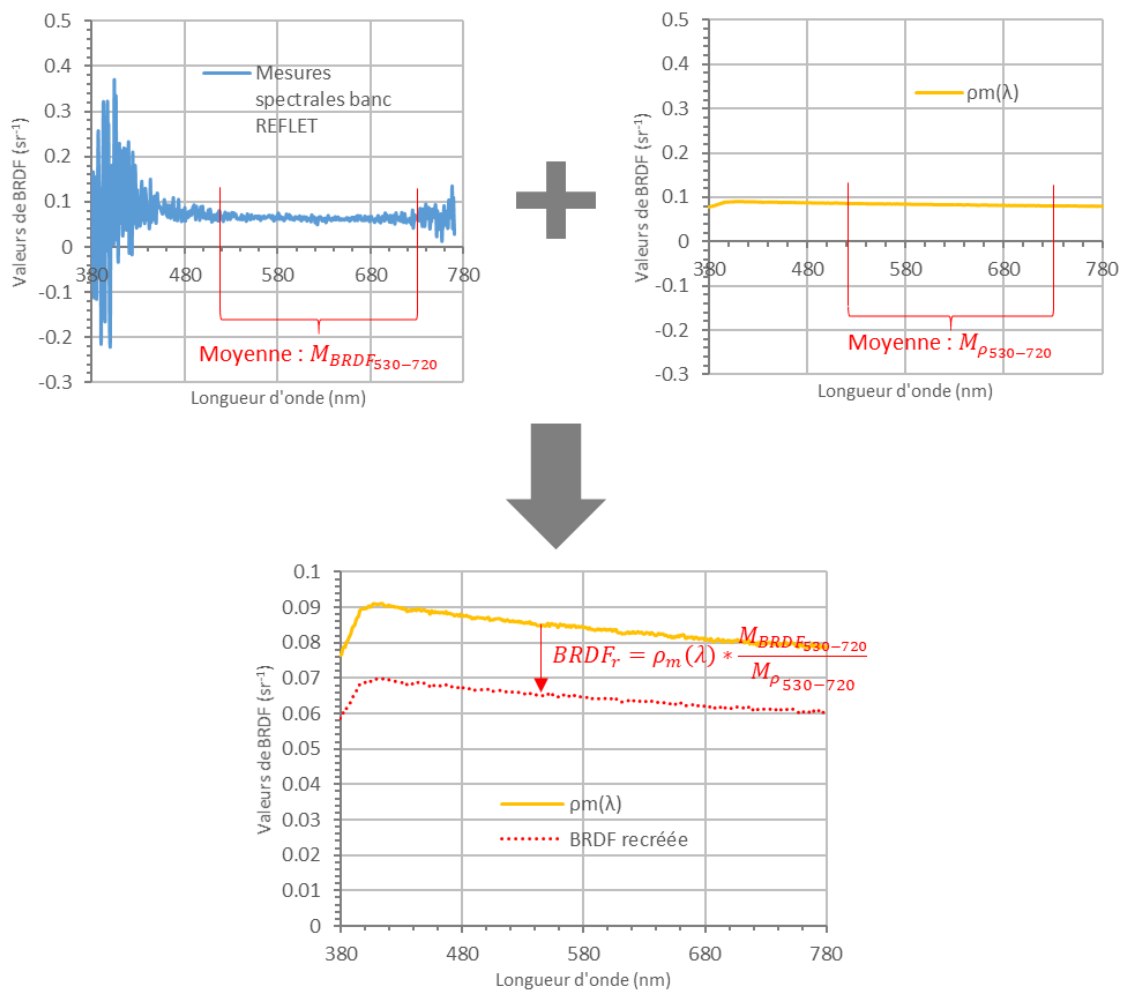 0.5
0.4
0.3
0.2
0.1
0
-0.1
-0.2
-0.3
380 480 580 680 780
Valeurs de BRDF (sr⁻¹)
Mesures
spectrales banc
REFLET
Moyenne : M_BRDF₅₃₀₋₇₂₀
Longueur d'onde (nm)
0.5
0.4
0.3
0.2
0.1
0
-0.1
-0.2
-0.3
380 480 580 680 780
Valeurs de BRDF (sr⁻¹)
ρm(λ)
Moyenne : M_ρ₅₃₀₋₇₂₀
Longueur d'onde (nm)
0.1
0.09
0.08
0.07
0.06
0.05
0.04
0.03
0.02
0.01
0
380 480 580 680 780
Valeurs de BRDF (sr⁻¹)
BRDF_r = ρ_m(λ) * M_BRDF₅₃₀₋₇₂₀ / M_ρ₅₃₀₋₇₂₀
ρm(λ)
BRDF recréée
Longueur d'onde (nm)